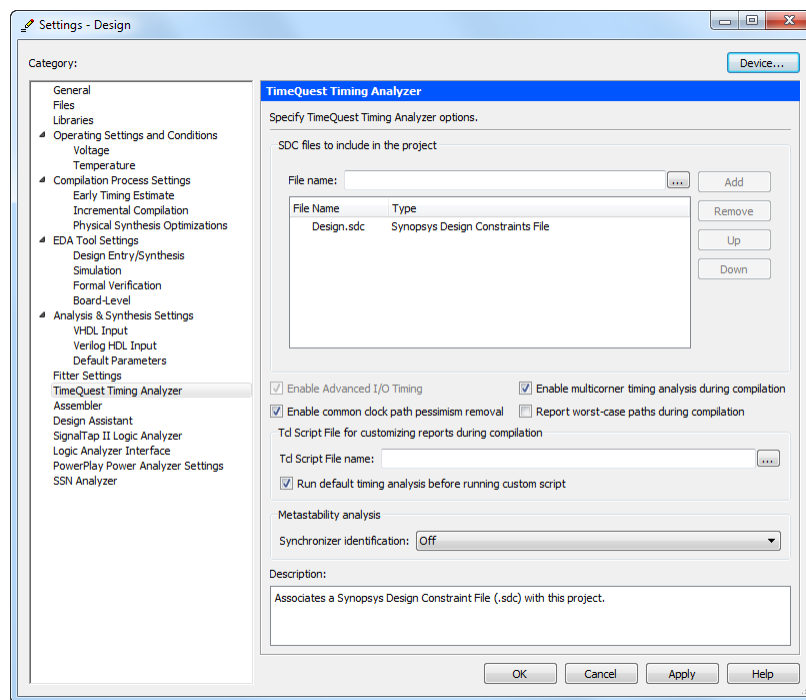 Settings - Design
Category:
Device...
General
Files
Libraries
Operating Settings and Conditions
Voltage
Temperature
Compilation Process Settings
Early Timing Estimate
Incremental Compilation
Physical Synthesis Optimizations
EDA Tool Settings
Design Entry/Synthesis
Simulation
Formal Verification
Board-Level
Analysis & Synthesis Settings
VHDL Input
Verilog HDL Input
Default Parameters
Fitter Settings
TimeQuest Timing Analyzer
Assembler
Design Assistant
SignalTap II Logic Analyzer
Logic Analyzer Interface
PowerPlay Power Analyzer Settings
SSN Analyzer
TimeQuest Timing Analyzer
Specify TimeQuest Timing Analyzer options.
SDC files to include in the project
File name: ... Add
File Name Type Remove
Design.sdc Synopsys Design Constraints File
Up
Down
Enable Advanced I/O Timing Enable multicorner timing analysis during compilation
Enable common clock path pessimism removal Report worst-case paths during compilation
Tcl Script File for customizing reports during compilation
Tcl Script File name: ...
Run default timing analysis before running custom script
Metastability analysis
Synchronizer identification: Off
Description:
Associates a Synopsys Design Constraint File (.sdc) with this project.
OK Cancel Apply Help